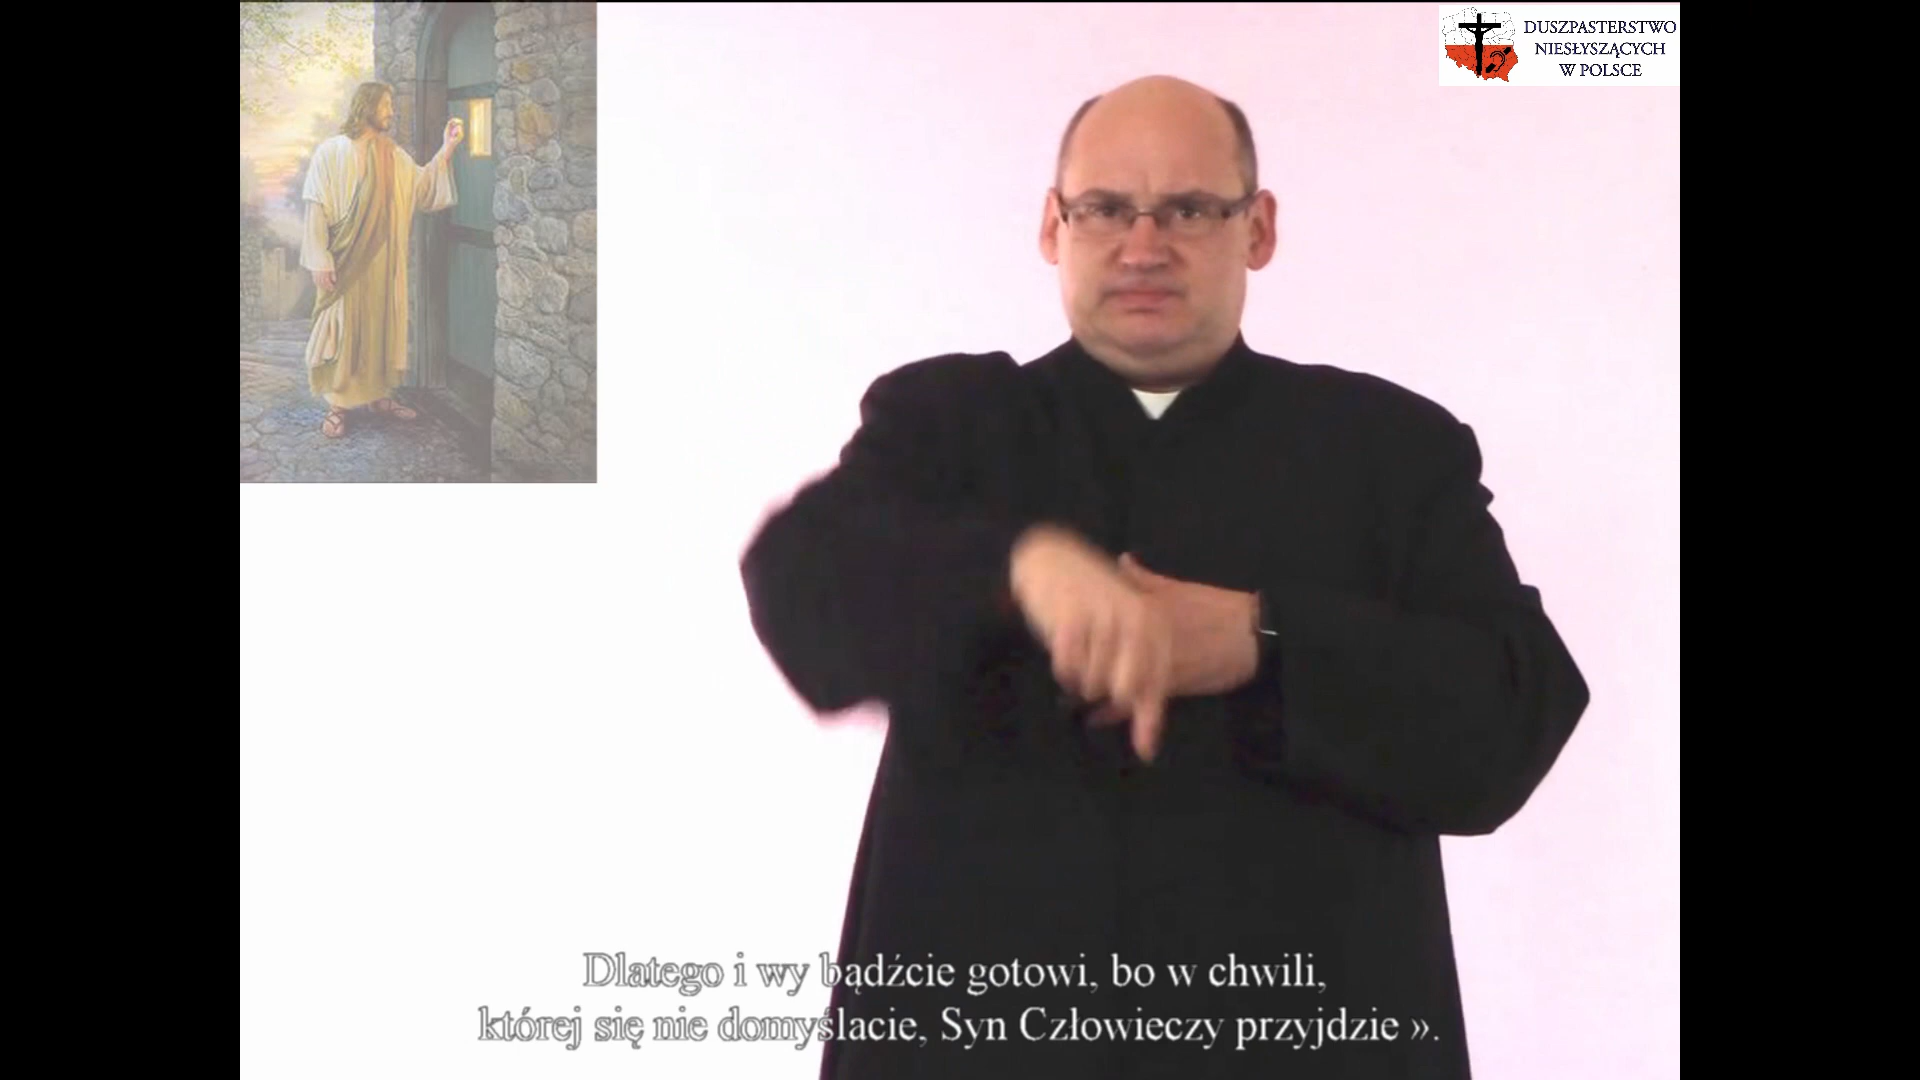 DUSZPASTERSTWO
NIESŁYSZĄCYCH
W POLSCE
Dlatego i wy bądźcie gotowi, bo w chwili,
której się nie domyślacie, Syn Człowieczy przyjdzie ».